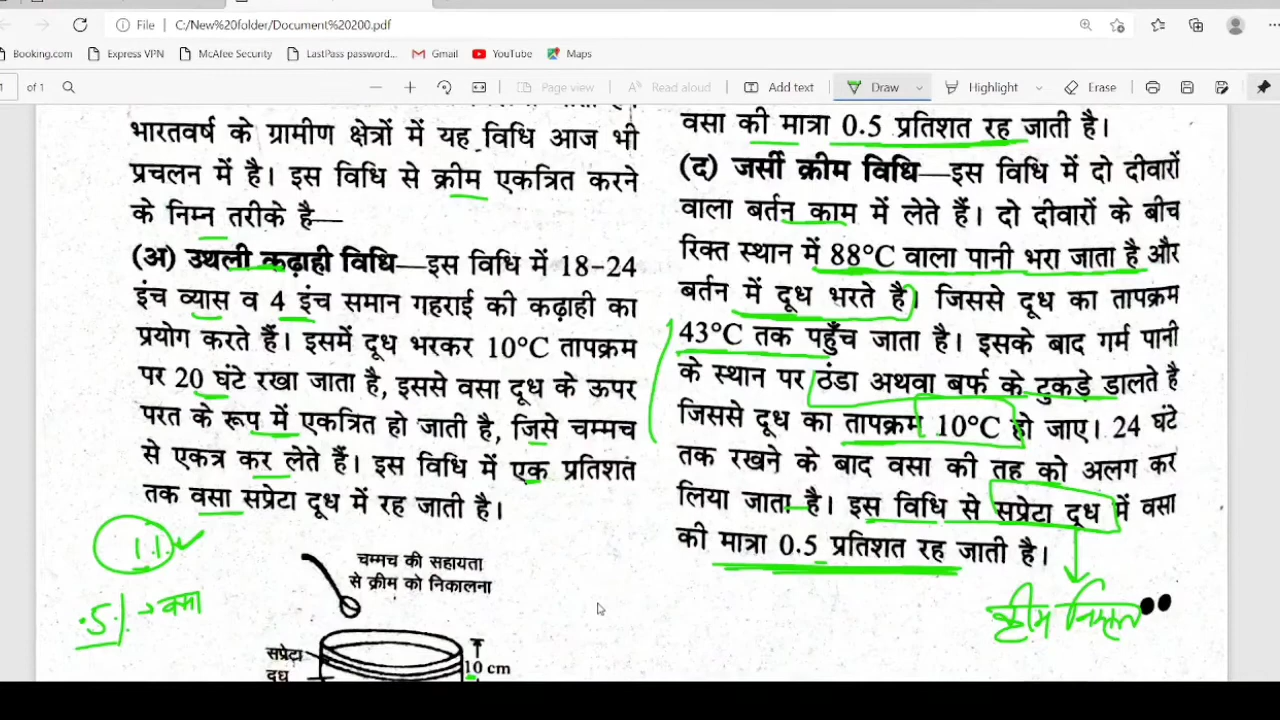 File C:/New%20folder/Document%20200.pdf
Booking.com Express VPN McAfee Security LastPass password... Gmail YouTube Maps
1 of 1 Page view Read aloud Add text Draw Highlight Erase
भारतवर्ष के ग्रामीण क्षेत्रों में यह विधि आज भी
प्रचलन में है। इस विधि से क्रीम एकत्रित करने
के निम्न तरीके है—
(अ) उथली कढ़ाही विधि—इस विधि में 18-24
इंच व्यास व 4 इंच समान गहराई की कढ़ाही का
प्रयोग करते हैं। इसमें दूध भरकर 10°C तापक्रम
पर 20 घंटे रखा जाता है, इससे वसा दूध के ऊपर
परत के रूप में एकत्रित हो जाती है, जिसे चम्मच
से एकत्र कर लेते हैं। इस विधि में एक प्रतिशत
तक वसा सप्रेटा दूध में रह जाती है।
चम्मच की सहायता
से क्रीम को निकालना
सप्रेटा
दूध
10 cm
वसा की मात्रा 0.5 प्रतिशत रह जाती है।
(द) जर्सी क्रीम विधि—इस विधि में दो दीवारों
वाला बर्तन काम में लेते हैं। दो दीवारों के बीच
रिक्त स्थान में 88°C वाला पानी भरा जाता है और
बर्तन में दूध भरते है। जिससे दूध का तापक्रम
43°C तक पहुँच जाता है। इसके बाद गर्म पानी
के स्थान पर ठंडा अथवा बर्फ के टुकड़े डालते है
जिससे दूध का तापक्रम 10°C हो जाए। 24 घंटे
तक रखने के बाद वसा की तह को अलग कर
लिया जाता है। इस विधि से सप्रेटा दूध में वसा
की मात्रा 0.5 प्रतिशत रह जाती है।
क्रीम